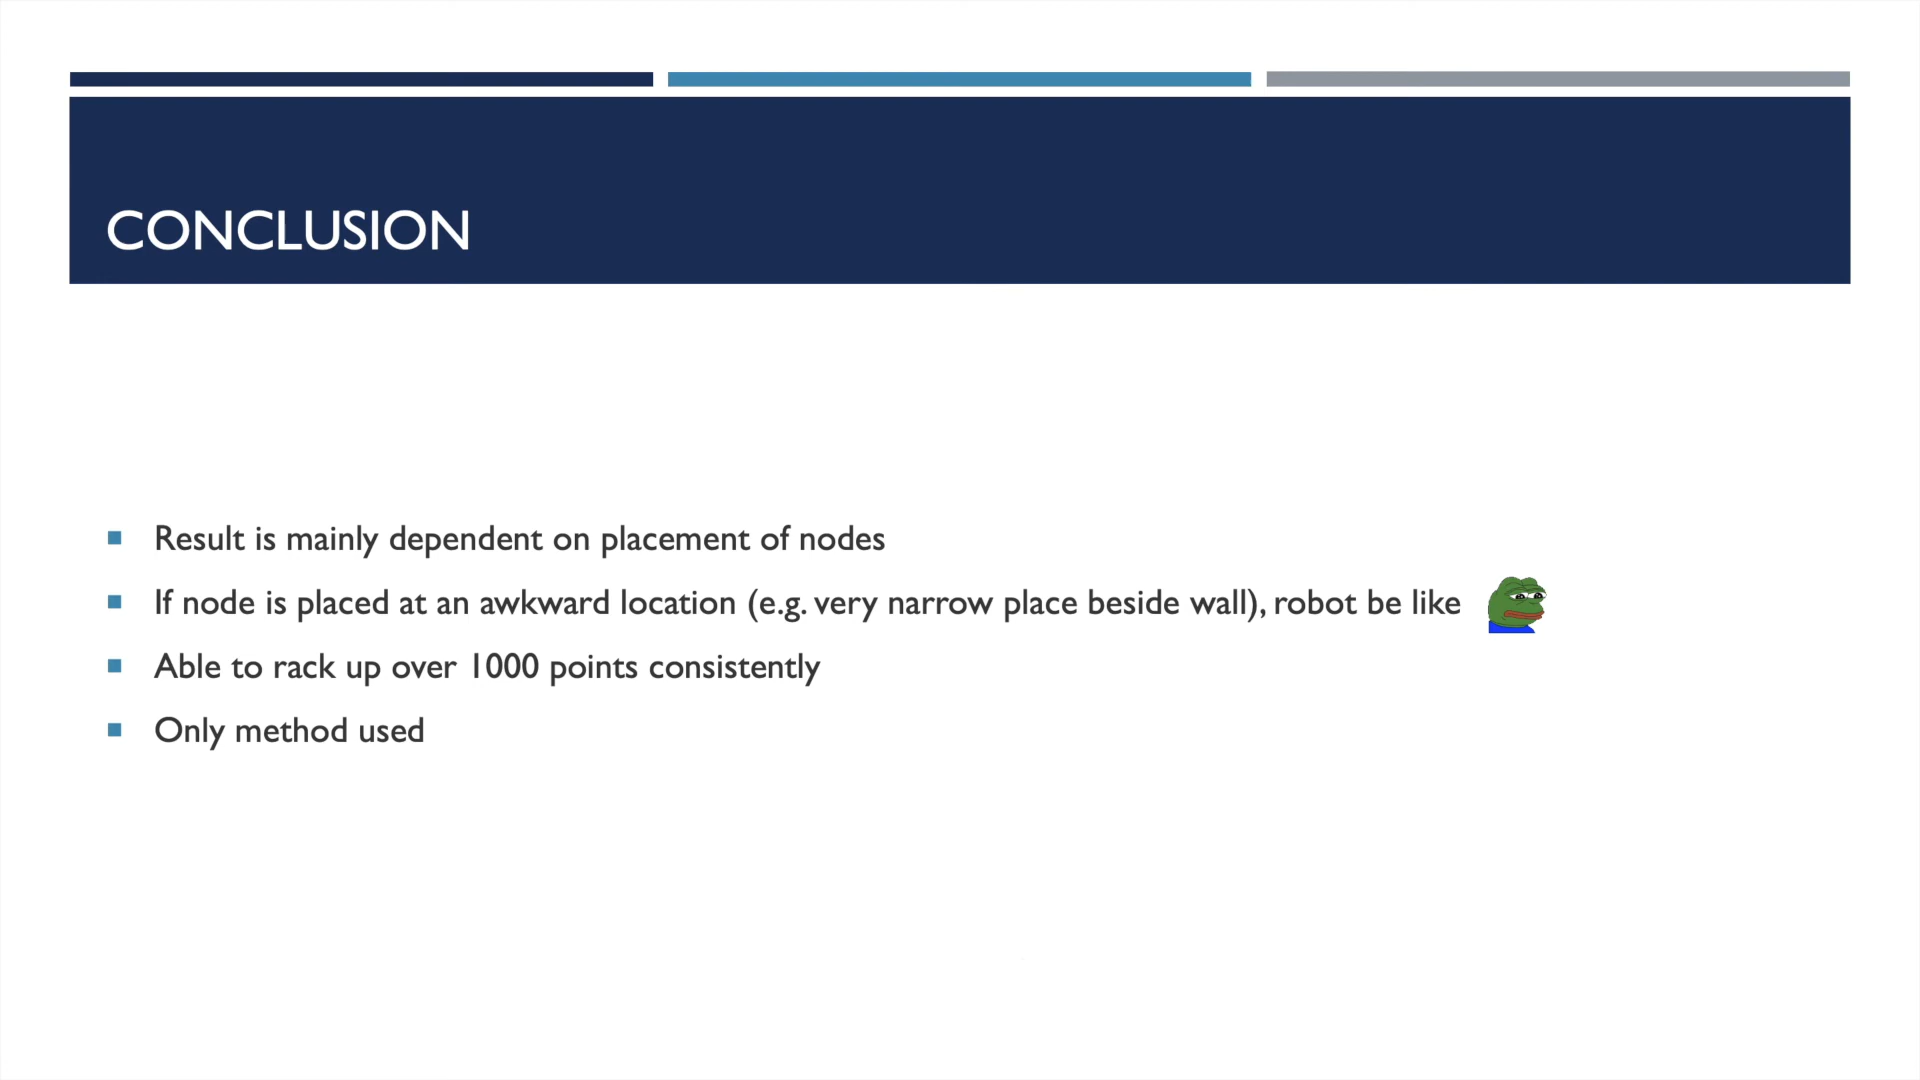 CONCLUSION
Result is mainly dependent on placement of nodes
If node is placed at an awkward location (e.g. very narrow place beside wall), robot be like
Able to rack up over 1000 points consistently
Only method used